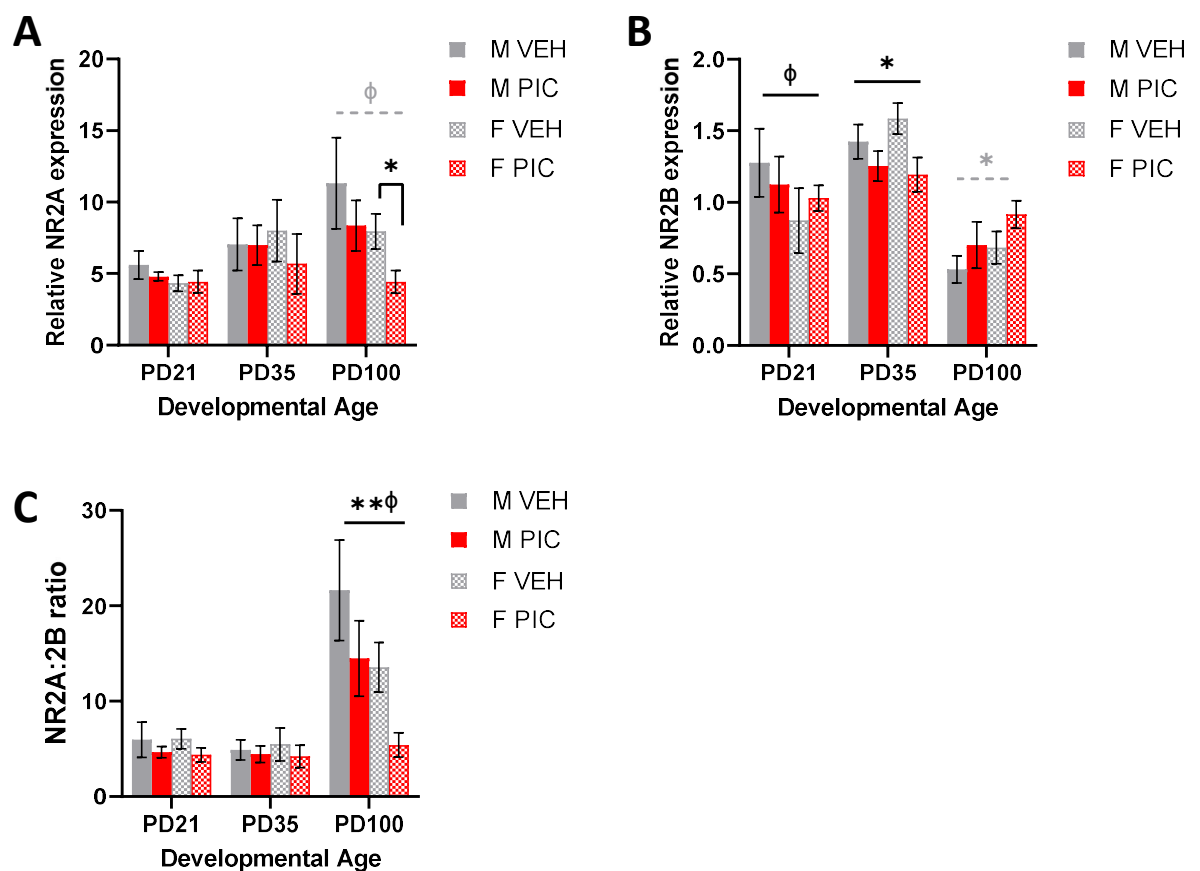 A
Relative NR2A expression
20
15
10
5
0
ϕ
*
PD21 PD35 PD100
Developmental Age
M VEH
M PIC
F VEH
F PIC
B
Relative NR2B expression
2.0
1.5
1.0
0.5
0.0
ϕ
*
*
PD21 PD35 PD100
Developmental Age
M VEH
M PIC
F VEH
F PIC
C
NR2A:2B ratio
30
20
10
0
**ϕ
PD21 PD35 PD100
Developmental Age
M VEH
M PIC
F VEH
F PIC